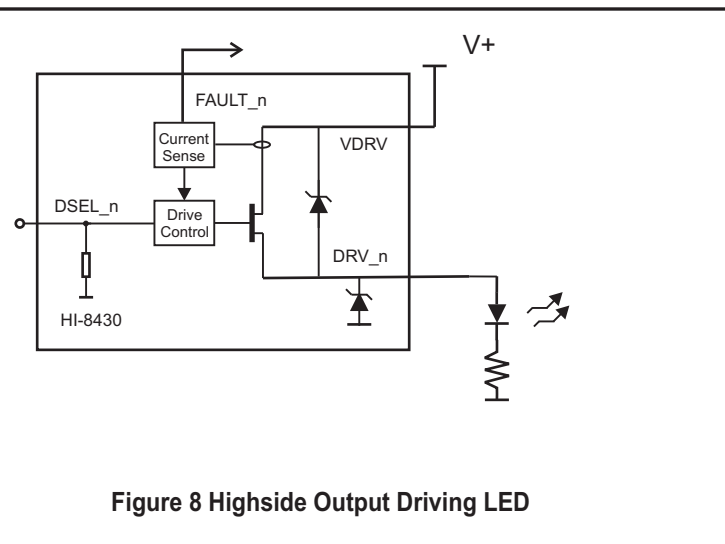 V+
FAULT_n
Current
Sense
VDRV
DSEL_n
Drive
Control
DRV_n
HI-8430
Figure 8 Highside Output Driving LED